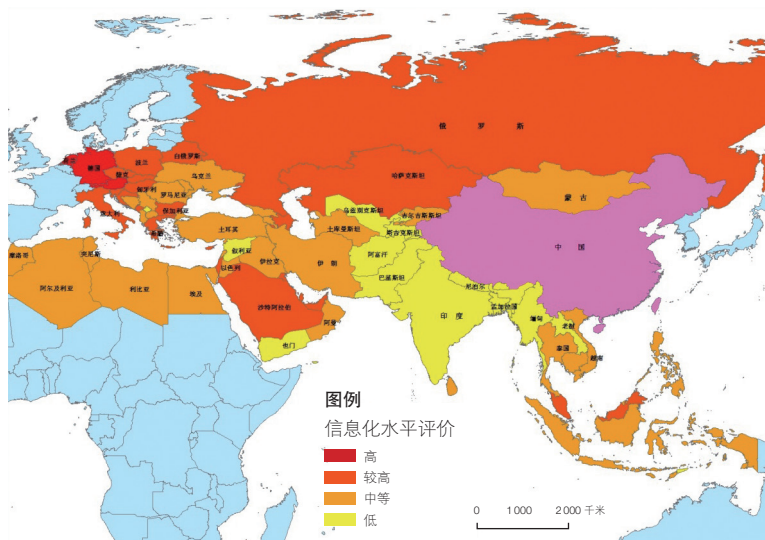 俄 罗 斯
荷兰
德国
波兰
白俄罗斯
捷克
乌克兰
匈牙利
罗马尼亚
意大利
保加利亚
希腊
哈萨克斯坦
蒙 古
乌兹别克斯坦
吉尔吉斯斯坦
土库曼斯坦
塔吉克斯坦
土耳其
叙利亚
伊拉克
伊 朗
阿富汗
中 国
摩洛哥
突尼斯
以色列
巴基斯坦
阿尔及利亚
利比亚
埃及
沙特阿拉伯
尼泊尔
孟加拉国
印 度
缅甸
老挝
阿曼
也门
泰国
越南
图例
信息化水平评价
高
较高
中等
低
0 1000 2000 千米